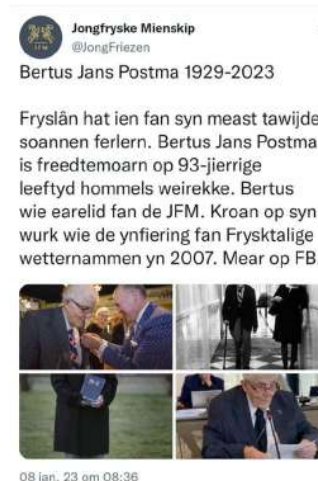 Jongfryske Mienskip
@JongFriezen
JFM
Bertus Jans Postma 1929-2023
Fryslân hat ien fan syn meast tawijde
soannen ferlern. Bertus Jans Postma
is freedtemoarn op 93-jierrige
leeftyd hommels weirekke. Bertus
wie earelid fan de JFM. Kroan op syn
wurk wie de ynfiering fan Frysktalige
wetternammen yn 2007. Mear op FB
08 jan. 23 om 08:36